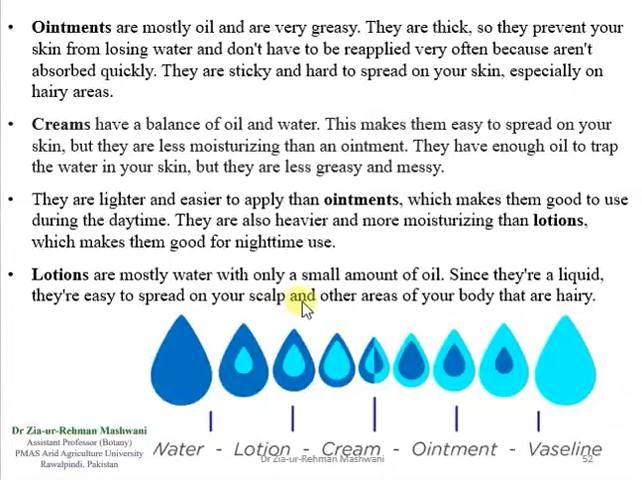 • Ointments are mostly oil and are very greasy. They are thick, so they prevent your
skin from losing water and don't have to be reapplied very often because aren't
absorbed quickly. They are sticky and hard to spread on your skin, especially on
hairy areas.
• Creams have a balance of oil and water. This makes them easy to spread on your
skin, but they are less moisturizing than an ointment. They have enough oil to trap
the water in your skin, but they are less greasy and messy.
• They are lighter and easier to apply than ointments, which makes them good to use
during the daytime. They are also heavier and more moisturizing than lotions,
which makes them good for nighttime use.
• Lotions are mostly water with only a small amount of oil. Since they're a liquid,
they're easy to spread on your scalp and other areas of your body that are hairy.
Water - Lotion - Cream - Ointment - Vaseline
Dr Zia-ur-Rehman Mashwani
Assistant Professor (Botany)
PMAS Arid Agriculture University
Rawalpindi, Pakistan
Dr Zia-ur-Rehman Mashwani
52